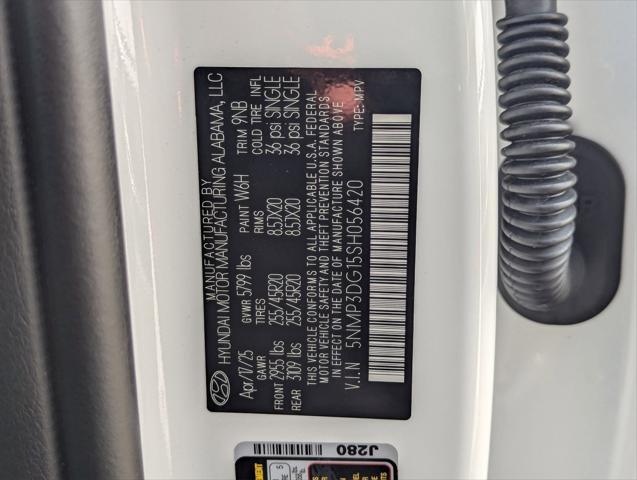 MANUFACTURED BY
HYUNDAI MOTOR MANUFACTURING ALABAMA, LLC
Apr/17/25 PAINT W6H TRIM 9NB
GVWR 5799 lbs
GAWR TIRES RIMS COLD TIRE INFL
FRONT 2955 lbs 255/45R20 8.5JX20 36 psi SINGLE
REAR 3109 lbs 255/45R20 8.5JX20 36 psi SINGLE
THIS VEHICLE CONFORMS TO ALL APPLICABLE U.S.A. FEDERAL
MOTOR VEHICLE SAFETY AND THEFT PREVENTION STANDARDS
IN EFFECT ON THE DATE OF MANUFACTURE SHOWN ABOVE
V.I.N 5NMP3DG15SH056420 TYPE: MPV
J280